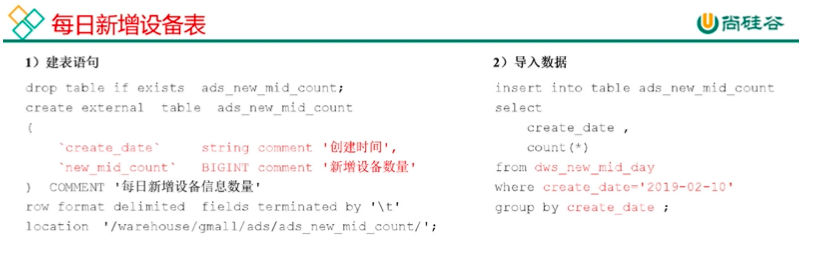 每日新增设备表
尚硅谷
1）建表语句
drop table if exists ads_new_mid_count;
create external table ads_new_mid_count
(
`create_date` string comment '创建时间',
`new_mid_count` BIGINT comment '新增设备数量'
) COMMENT '每日新增设备信息数量'
row format delimited fields terminated by '\t'
location '/warehouse/gmall/ads/ads_new_mid_count/';
2）导入数据
insert into table ads_new_mid_count
select
create_date ,
count(*)
from dws_new_mid_day
where create_date='2019-02-10'
group by create_date ;